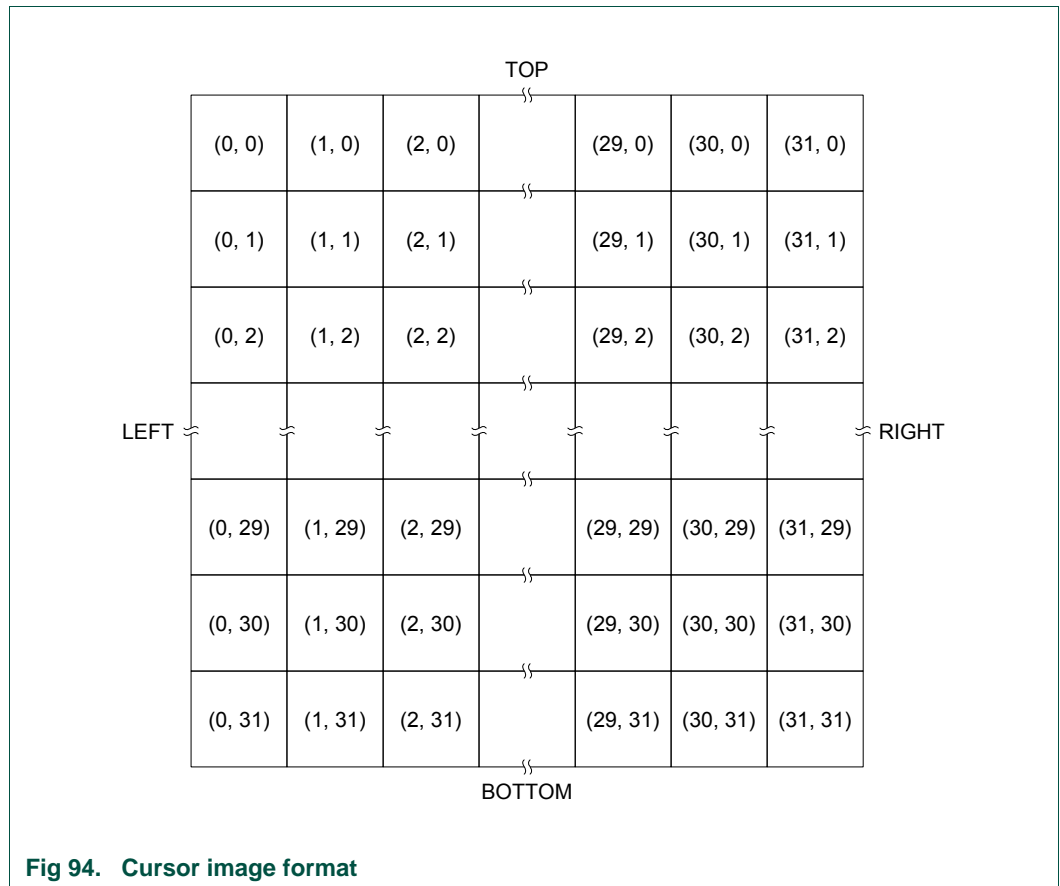 TOP
(0, 0) (1, 0) (2, 0) (29, 0) (30, 0) (31, 0)
(0, 1) (1, 1) (2, 1) (29, 1) (30, 1) (31, 1)
(0, 2) (1, 2) (2, 2) (29, 2) (30, 2) (31, 2)
LEFT RIGHT
(0, 29) (1, 29) (2, 29) (29, 29) (30, 29) (31, 29)
(0, 30) (1, 30) (2, 30) (29, 30) (30, 30) (31, 30)
(0, 31) (1, 31) (2, 31) (29, 31) (30, 31) (31, 31)
BOTTOM
Fig 94. Cursor image format